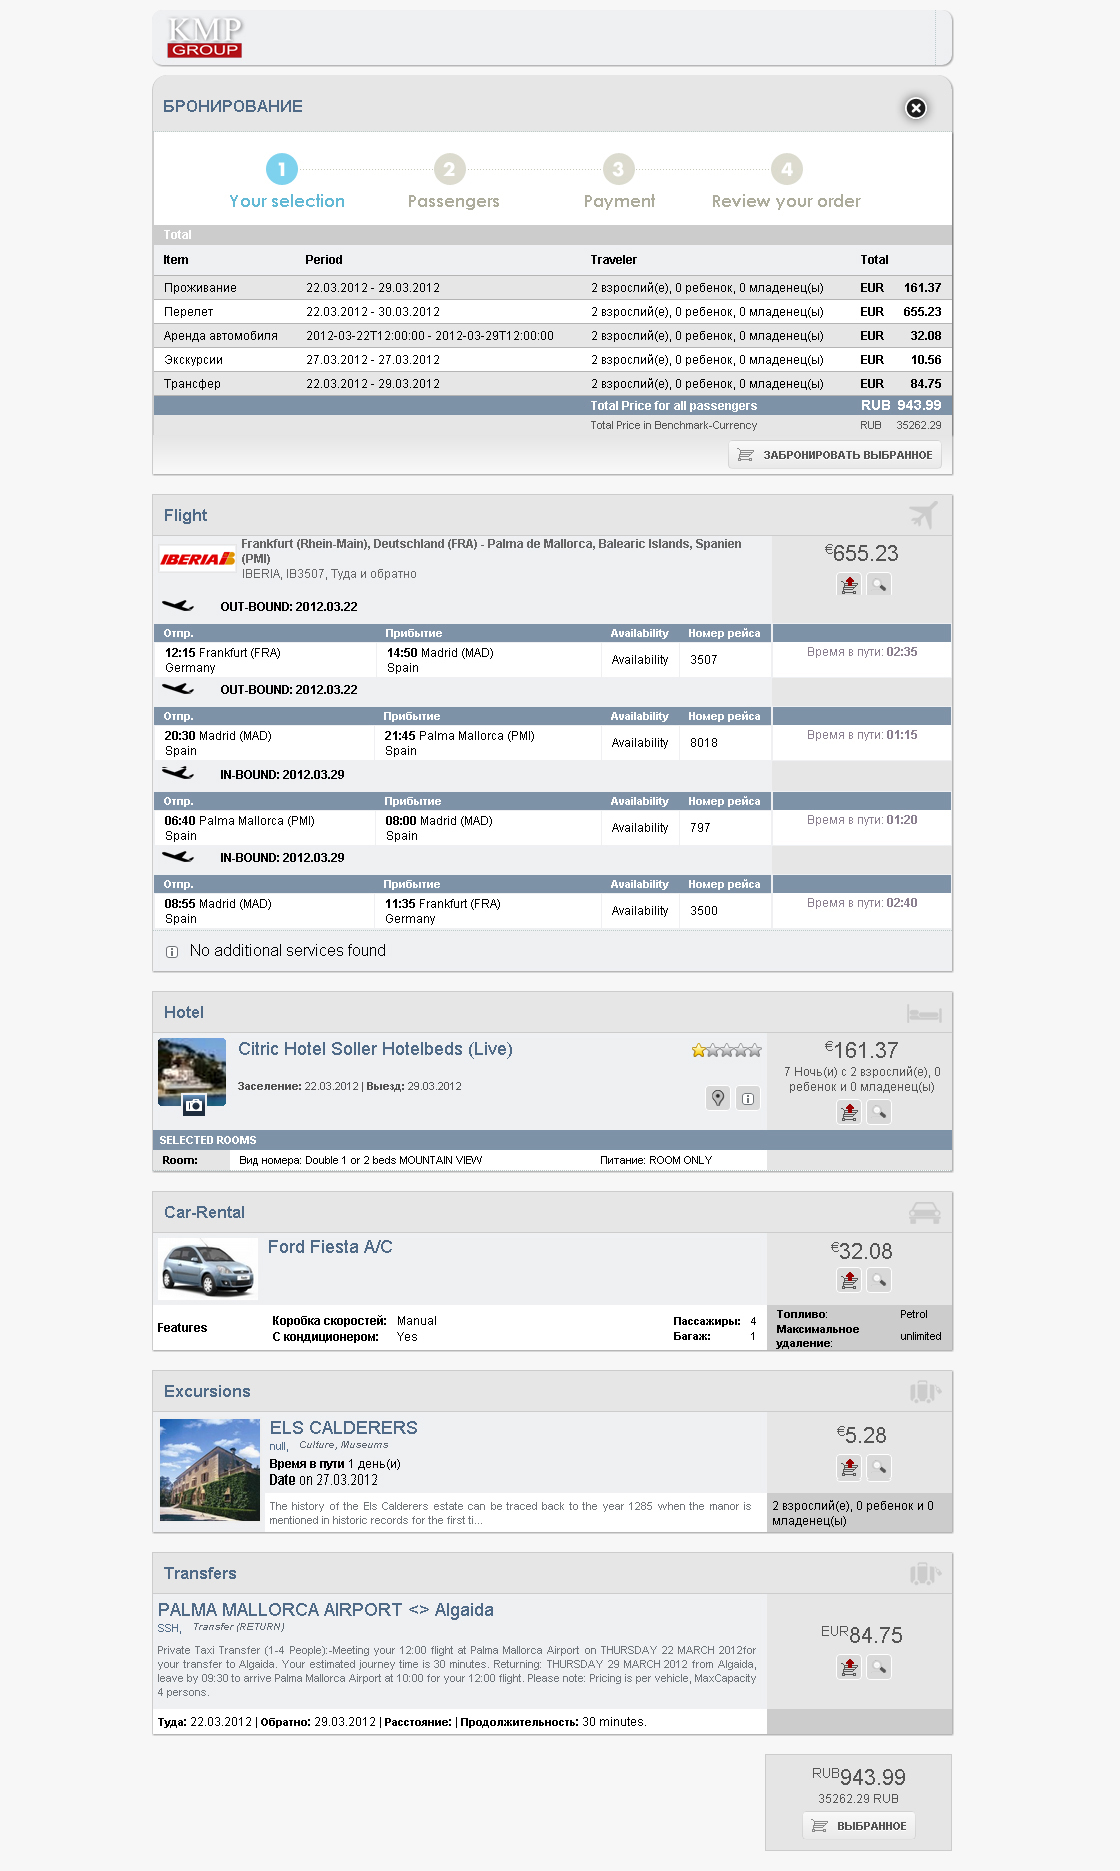 KMP
GROUP
БРОНИРОВАНИЕ
1 2 3 4
Your selection Passengers Payment Review your order
Total
Item Period Traveler Total
Проживание 22.03.2012 - 29.03.2012 2 взрослий(е), 0 ребенок, 0 младенец(ы) EUR 161.37
Перелет 22.03.2012 - 30.03.2012 2 взрослий(е), 0 ребенок, 0 младенец(ы) EUR 655.23
Аренда автомобиля 2012-03-22T12:00:00 - 2012-03-29T12:00:00 2 взрослий(е), 0 ребенок, 0 младенец(ы) EUR 32.08
Экскурсии 27.03.2012 - 27.03.2012 2 взрослий(е), 0 ребенок, 0 младенец(ы) EUR 10.56
Трансфер 22.03.2012 - 29.03.2012 2 взрослий(е), 0 ребенок, 0 младенец(ы) EUR 84.75
Total Price for all passengers RUB 943.99
Total Price in Benchmark-Currency RUB 35262.29
ЗАБРОНИРОВАТЬ ВЫБРАННОЕ
Flight
IBERIA
Frankfurt (Rhein-Main), Deutschland (FRA) - Palma de Mallorca, Balearic Islands, Spanien
(PMI)
IBERIA, IB3507, Туда и обратно
€655.23
OUT-BOUND: 2012.03.22
Отпр. Прибытие Availability Номер рейса
12:15 Frankfurt (FRA) 14:50 Madrid (MAD) Availability 3507 Время в пути: 02:35
Germany Spain
OUT-BOUND: 2012.03.22
Отпр. Прибытие Availability Номер рейса
20:30 Madrid (MAD) 21:45 Palma Mallorca (PMI) Availability 8018 Время в пути: 01:15
Spain Spain
IN-BOUND: 2012.03.29
Отпр. Прибытие Availability Номер рейса
06:40 Palma Mallorca (PMI) 08:00 Madrid (MAD) Availability 797 Время в пути: 01:20
Spain Spain
IN-BOUND: 2012.03.29
Отпр. Прибытие Availability Номер рейса
08:55 Madrid (MAD) 11:35 Frankfurt (FRA) Availability 3500 Время в пути: 02:40
Spain Germany
No additional services found
Hotel
Citric Hotel Soller Hotelbeds (Live)
Заселение: 22.03.2012 | Выезд: 29.03.2012
€161.37
7 Ночь(и) с 2 взрослий(е), 0
ребенок и 0 младенец(ы)
SELECTED ROOMS
Room: Вид номера: Double 1 or 2 beds MOUNTAIN VIEW Питание: ROOM ONLY
Car-Rental
Ford Fiesta A/C
€32.08
Features
Коробка скоростей: Manual
С кондиционером: Yes
Пассажиры: 4
Багаж: 1
Топливо: Petrol
Максимальное
удаление: unlimited
Excursions
ELS CALDERERS
null, Culture, Museums
Время в пути 1 день(и)
Date on 27.03.2012
€5.28
The history of the Els Calderers estate can be traced back to the year 1285 when the manor is
mentioned in historic records for the first ti...
2 взрослий(е), 0 ребенок и 0
младенец(ы)
Transfers
PALMA MALLORCA AIRPORT <> Algaida
SSH, Transfer (RETURN)
Private Taxi Transfer (1-4 People):-Meeting your 12:00 flight at Palma Mallorca Airport on THURSDAY 22 MARCH 2012for
your transfer to Algaida. Your estimated journey time is 30 minutes. Returning: THURSDAY 29 MARCH 2012 from Algaida,
leave by 09:30 to arrive Palma Mallorca Airport at 10:00 for your 12:00 flight. Please note: Pricing is per vehicle, MaxCapacity
4 persons.
EUR84.75
Туда: 22.03.2012 | Обратно: 29.03.2012 | Расстояние: | Продолжительность: 30 minutes.
RUB943.99
35262.29 RUB
ВЫБРАННОЕ